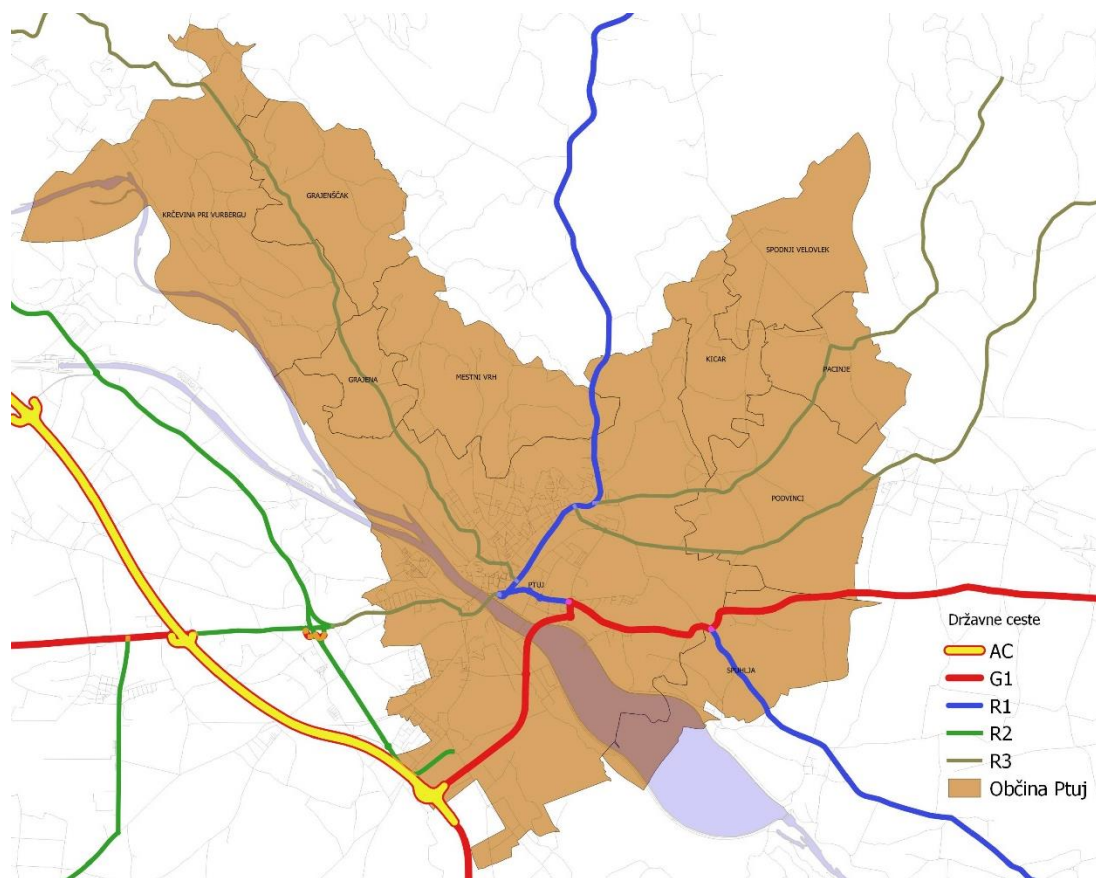 GRAJENŠČAK
KRČEVINA PRI VURBERGU
SPODNJI VELOVLEK
KICAR
PACINJE
GRAJENA
MESTNI VRH
PODVINCI
PTUJ
SPUHLJA
Državne ceste
AC
G1
R1
R2
R3
Občina Ptuj